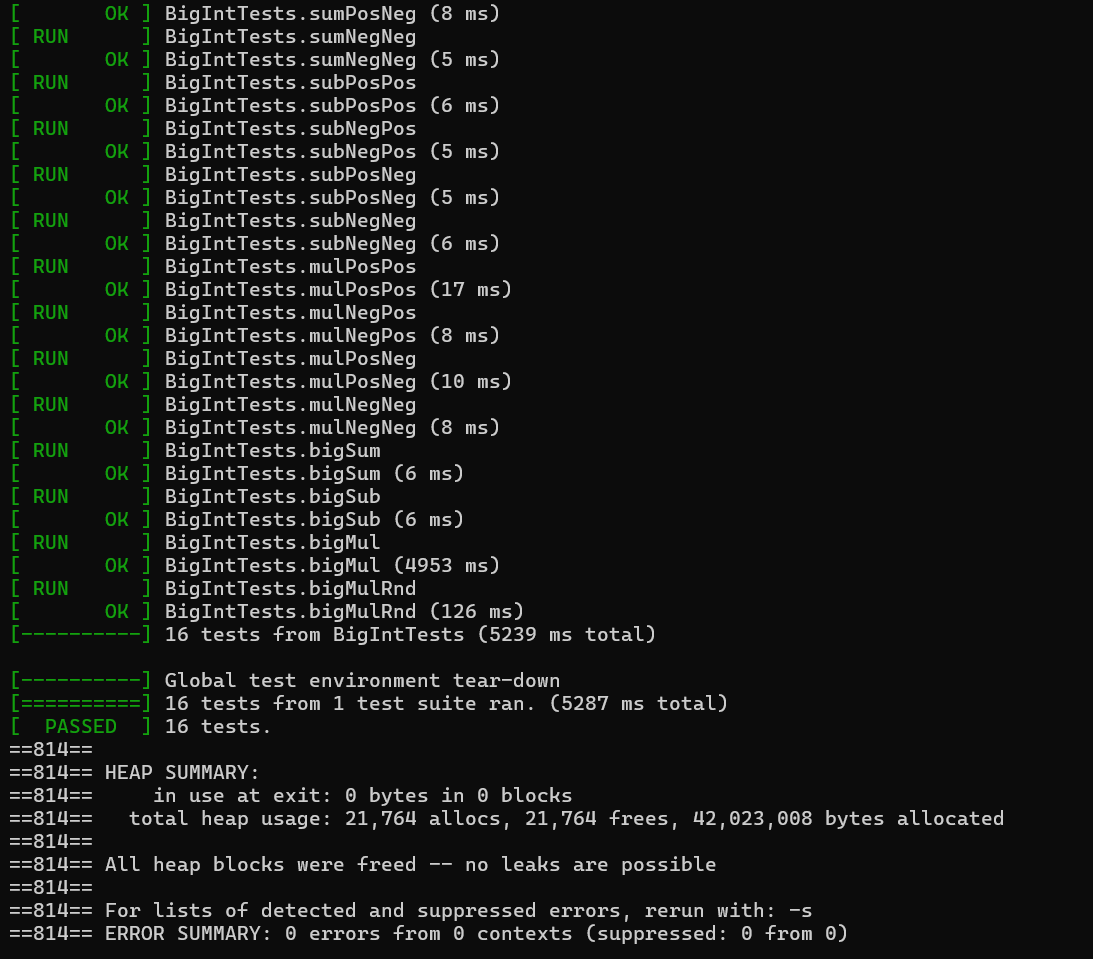 [       OK ] BigIntTests.sumPosNeg (8 ms)
[ RUN      ] BigIntTests.sumNegNeg
[       OK ] BigIntTests.sumNegNeg (5 ms)
[ RUN      ] BigIntTests.subPosPos
[       OK ] BigIntTests.subPosPos (6 ms)
[ RUN      ] BigIntTests.subNegPos
[       OK ] BigIntTests.subNegPos (5 ms)
[ RUN      ] BigIntTests.subPosNeg
[       OK ] BigIntTests.subPosNeg (5 ms)
[ RUN      ] BigIntTests.subNegNeg
[       OK ] BigIntTests.subNegNeg (6 ms)
[ RUN      ] BigIntTests.mulPosPos
[       OK ] BigIntTests.mulPosPos (17 ms)
[ RUN      ] BigIntTests.mulNegPos
[       OK ] BigIntTests.mulNegPos (8 ms)
[ RUN      ] BigIntTests.mulPosNeg
[       OK ] BigIntTests.mulPosNeg (10 ms)
[ RUN      ] BigIntTests.mulNegNeg
[       OK ] BigIntTests.mulNegNeg (8 ms)
[ RUN      ] BigIntTests.bigSum
[       OK ] BigIntTests.bigSum (6 ms)
[ RUN      ] BigIntTests.bigSub
[       OK ] BigIntTests.bigSub (6 ms)
[ RUN      ] BigIntTests.bigMul
[       OK ] BigIntTests.bigMul (4953 ms)
[ RUN      ] BigIntTests.bigMulRnd
[       OK ] BigIntTests.bigMulRnd (126 ms)
[----------] 16 tests from BigIntTests (5239 ms total)
[----------] Global test environment tear-down
[==========] 16 tests from 1 test suite ran. (5287 ms total)
[  PASSED  ] 16 tests.
==814==
==814== HEAP SUMMARY:
==814==     in use at exit: 0 bytes in 0 blocks
==814==   total heap usage: 21,764 allocs, 21,764 frees, 42,023,008 bytes allocated
==814==
==814== All heap blocks were freed -- no leaks are possible
==814==
==814== For lists of detected and suppressed errors, rerun with: -s
==814== ERROR SUMMARY: 0 errors from 0 contexts (suppressed: 0 from 0)